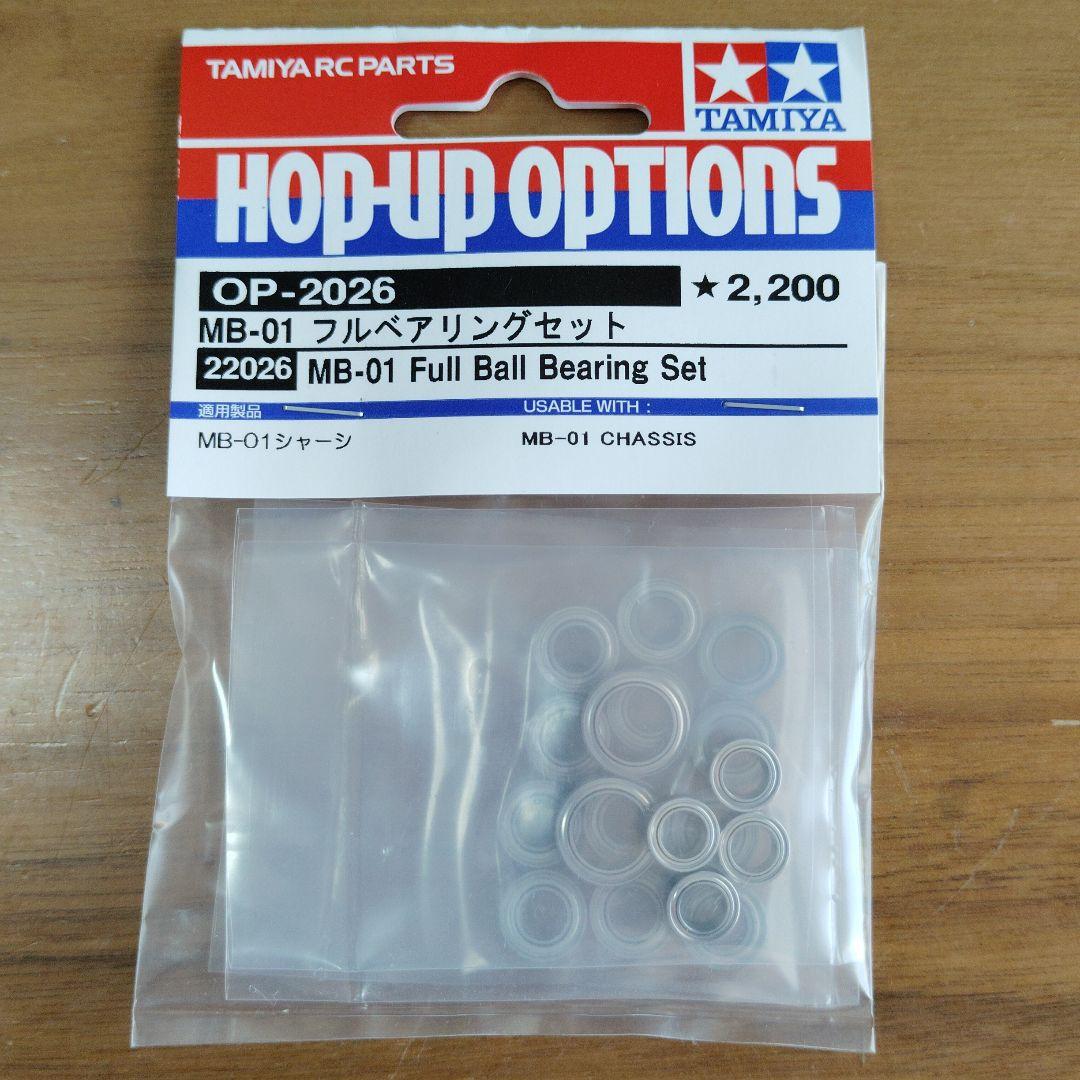 TAMIYA RC PARTS
TAMIYA
HOP-UP OPTIONS
OP-2026 ★2,200
MB-01 フルベアリングセット
22026 MB-01 Full Ball Bearing Set
適用製品 USABLE WITH :
MB-01シャーシ MB-01 CHASSIS